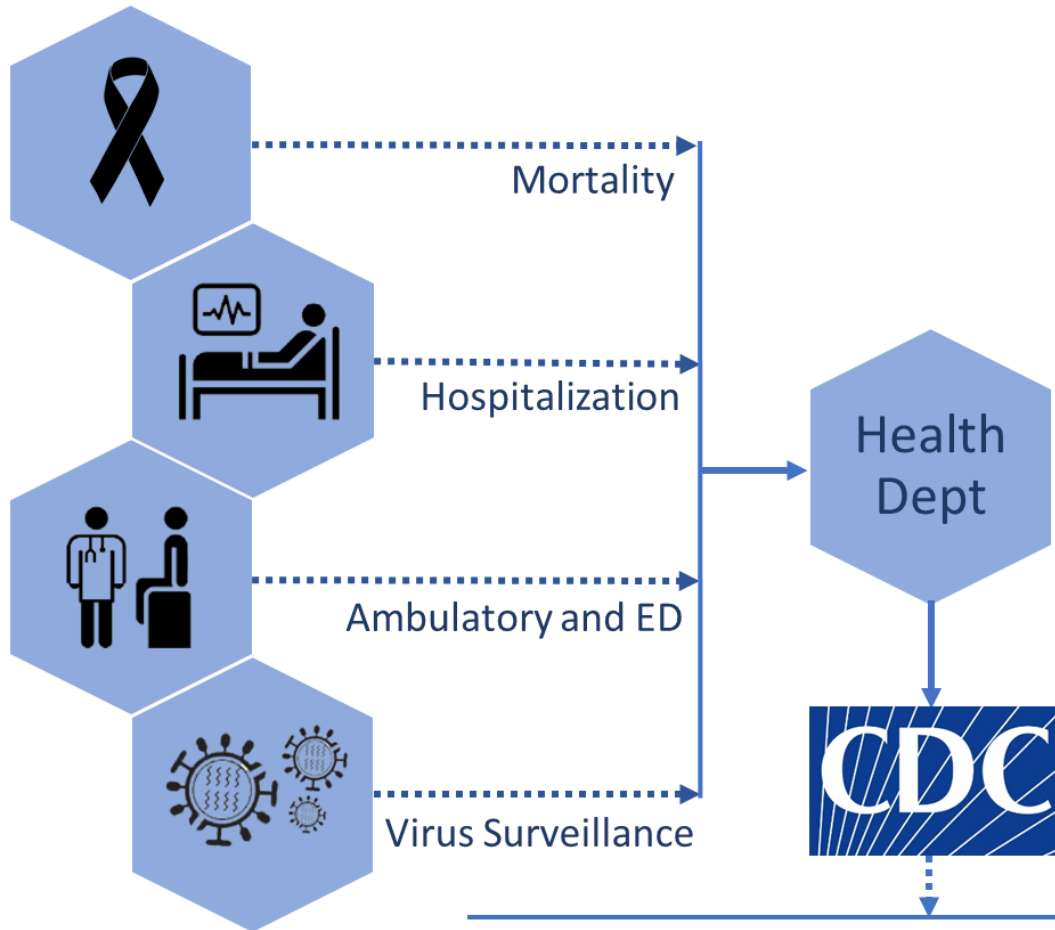 Mortality
Hospitalization
Health
Dept
Ambulatory and ED
CDC
Virus Surveillance